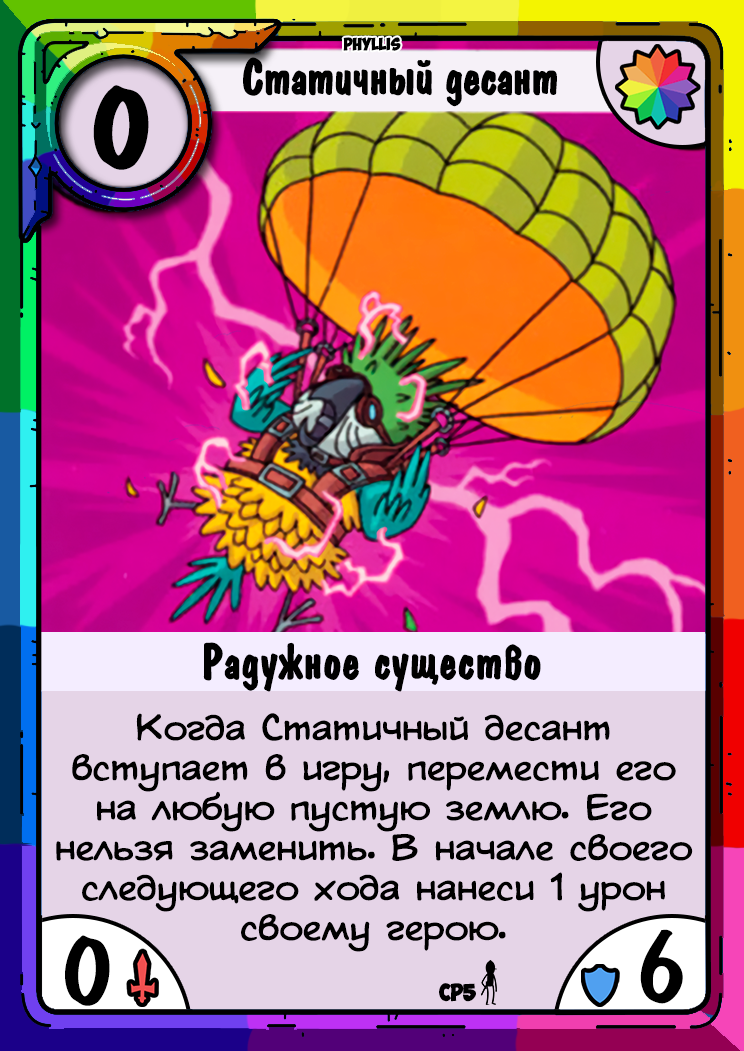 PHYLLIS
0
Статичный десант
Радужное существо
Когда Статичный десант
вступает в игру, перемести его
на любую пустую землю. Его
нельзя заменить. В начале своего
следующего хода нанеси 1 урон
своему герою.
0
CP5
6